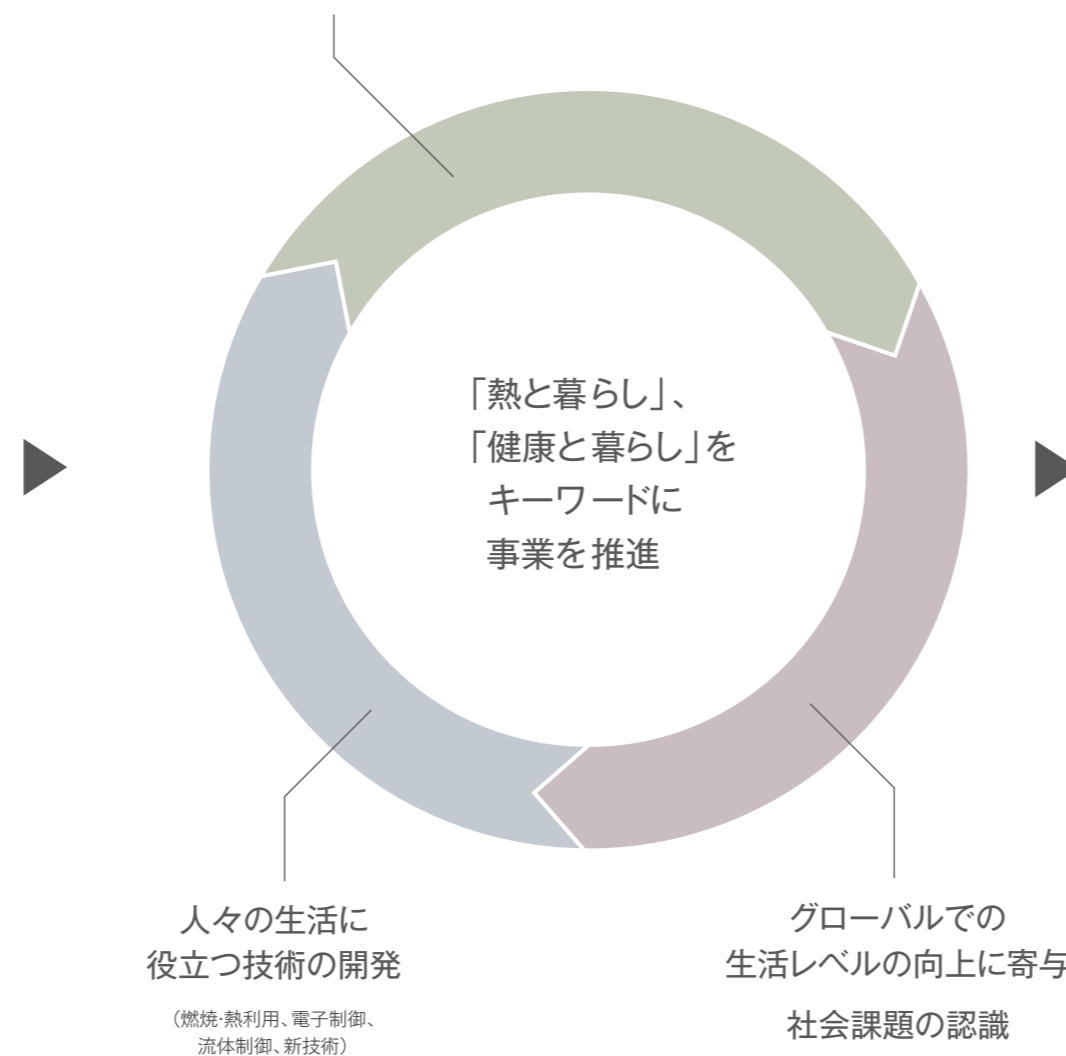 「熱と暮らし」、
「健康と暮らし」を
キーワードに
事業を推進
人々の生活に
役立つ技術の開発
（燃焼・熱利用、電子制御、
流体制御、新技術）
グローバルでの
生活レベルの向上に寄与
社会課題の認識